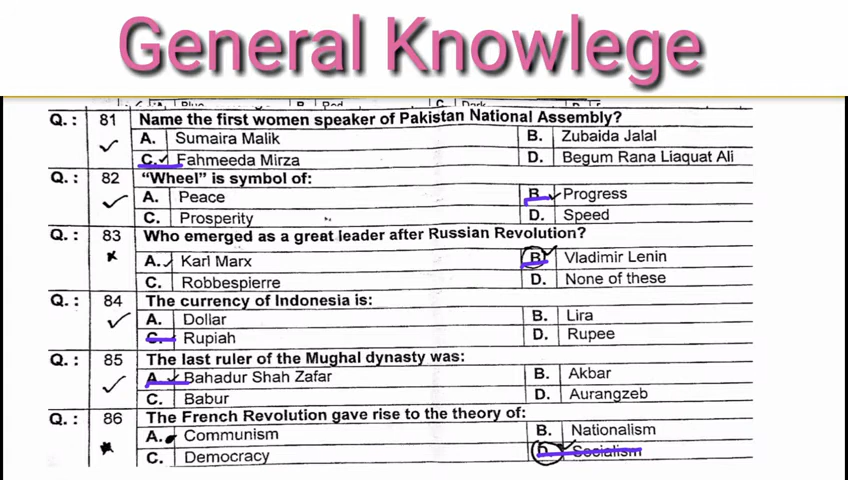 General Knowlege
Q.: 81 Name the first women speaker of Pakistan National Assembly?
A. Sumaira Malik B. Zubaida Jalal
C. Fahmeeda Mirza D. Begum Rana Liaquat Ali
Q.: 82 “Wheel” is symbol of:
A. Peace B. Progress
C. Prosperity D. Speed
Q.: 83 Who emerged as a great leader after Russian Revolution?
A. Karl Marx B. Vladimir Lenin
C. Robbespierre D. None of these
Q.: 84 The currency of Indonesia is:
A. Dollar B. Lira
C. Rupiah D. Rupee
Q.: 85 The last ruler of the Mughal dynasty was:
A. Bahadur Shah Zafar B. Akbar
C. Babur D. Aurangzeb
Q.: 86 The French Revolution gave rise to the theory of:
A. Communism B. Nationalism
C. Democracy D. Socialism